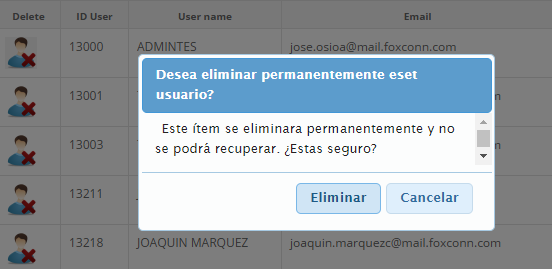 Delete ID User User name Email
13000 ADMINTES jose.osioa@mail.foxconn.com
Desea eliminar permanentemente eset
usuario?
13001
Este ítem se eliminara permanentemente y no
se podrá recuperar. ¿Estas seguro?
13003
13211
Eliminar Cancelar
13218 JOAQUIN MARQUEZ joaquin.marquezc@mail.foxconn.com